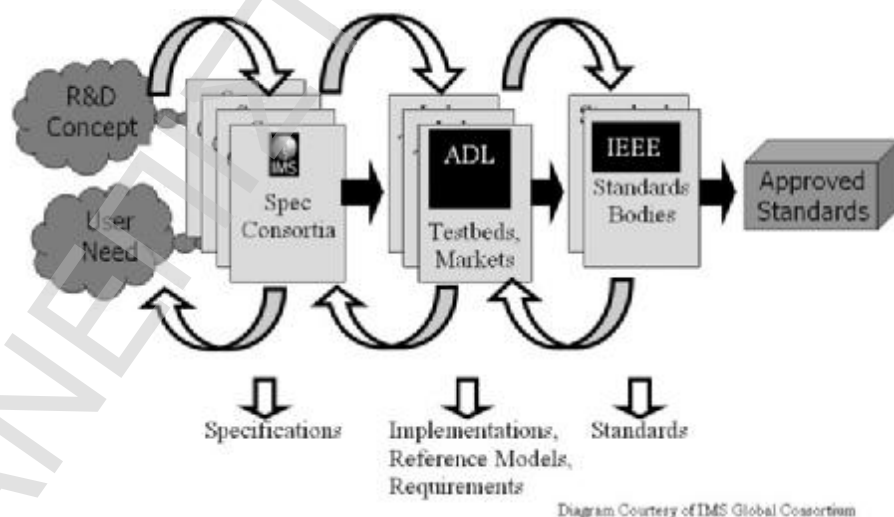 R&D
Concept
User
Need
IMS
Spec
Consortia
ADL
Testbeds,
Markets
IEEE
Standards
Bodies
Approved
Standards
Specifications
Implementations,
Reference Models,
Requirements
Standards
Diagram Courtesy of IMS Global Consortium